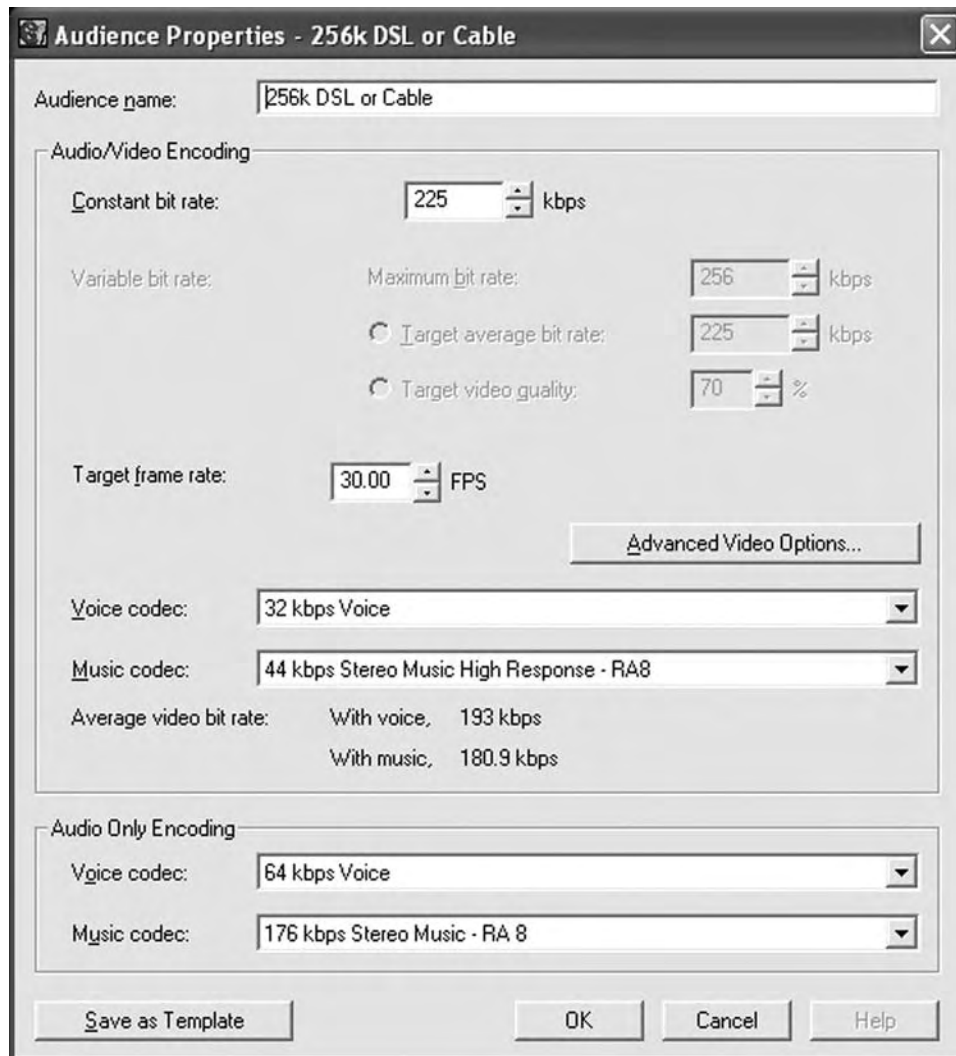 Audience Properties - 256k DSL or Cable
Audience name: 256k DSL or Cable
Audio/Video Encoding
Constant bit rate: 225 kbps
Variable bit rate: Maximum bit rate: 256 kbps
Target average bit rate: 225 kbps
Target video quality: 70 %
Target frame rate: 30.00 FPS
Advanced Video Options...
Voice codec: 32 kbps Voice
Music codec: 44 kbps Stereo Music High Response - RA8
Average video bit rate: With voice, 193 kbps
With music, 180.9 kbps
Audio Only Encoding
Voice codec: 64 kbps Voice
Music codec: 176 kbps Stereo Music - RA 8
Save as Template OK Cancel Help